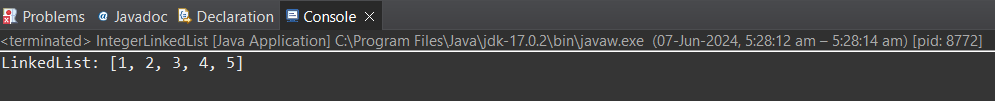 Problems Javadoc Declaration Console
<terminated> IntegerLinkedList [Java Application] C:\Program Files\Java\jdk-17.0.2\bin\javaw.exe (07-Jun-2024, 5:28:12 am – 5:28:14 am) [pid: 8772]
LinkedList: [1, 2, 3, 4, 5]